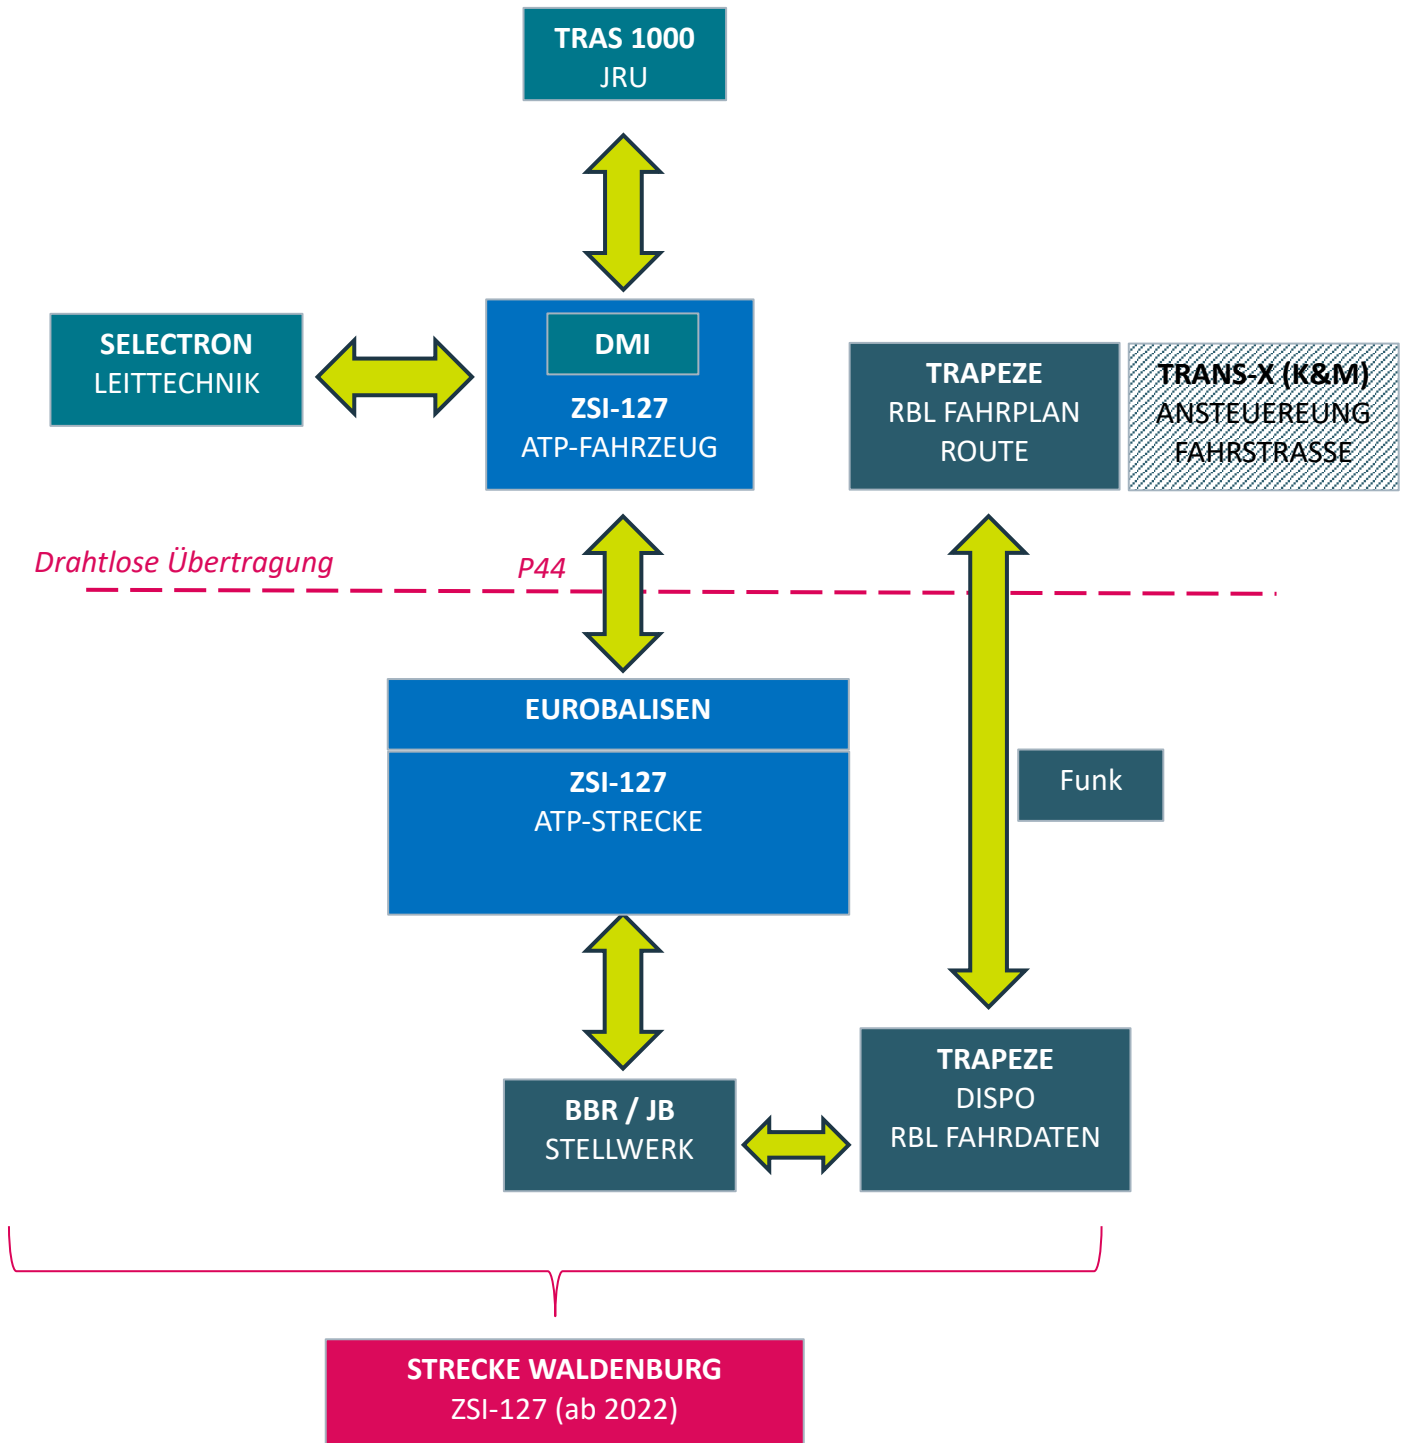 TRAS 1000
JRU
SELECTRON
LEITTECHNIK
DMI
ZSI-127
ATP-FAHRZEUG
TRAPEZE
RBL FAHRPLAN
ROUTE
TRANS-X (K&M)
ANSTEUEREUNG
FAHRSTRASSE
Drahtlose Übertragung
P44
EUROBALISEN
ZSI-127
ATP-STRECKE
Funk
BBR / JB
STELLWERK
TRAPEZE
DISPO
RBL FAHRDATEN
STRECKE WALDENBURG
ZSI-127 (ab 2022)